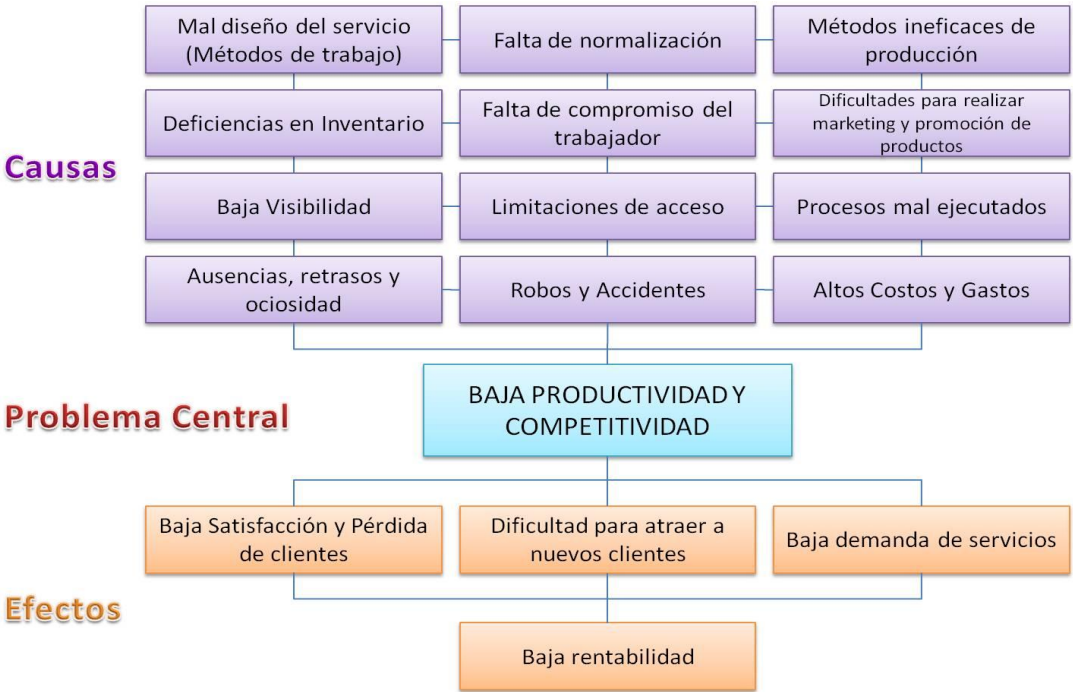 Mal diseño del servicio
(Métodos de trabajo)
Falta de normalización
Métodos ineficaces de
producción
Deficiencias en Inventario
Falta de compromiso del
trabajador
Dificultades para realizar
marketing y promoción de
productos
Causas
Baja Visibilidad
Limitaciones de acceso
Procesos mal ejecutados
Ausencias, retrasos y
ociosidad
Robos y Accidentes
Altos Costos y Gastos
Problema Central
BAJA PRODUCTIVIDAD Y
COMPETITIVIDAD
Baja Satisfacción y Pérdida
de clientes
Dificultad para atraer a
nuevos clientes
Baja demanda de servicios
Efectos
Baja rentabilidad